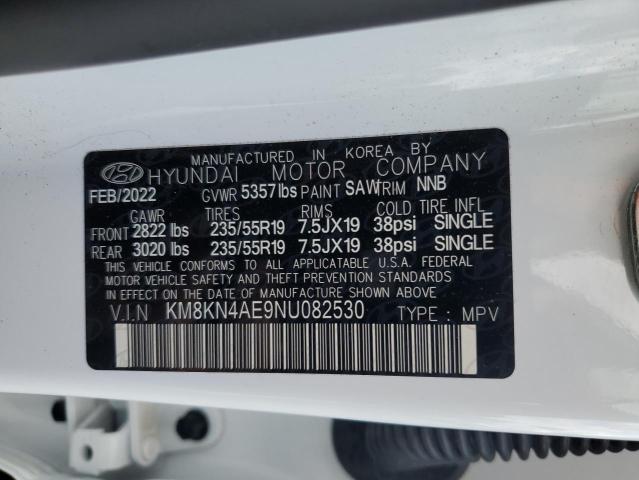 MANUFACTURED IN KOREA BY
HYUNDAI MOTOR COMPANY
FEB/2022 GVWR 5357lbs PAINT SAW TRIM NNB
GAWR TIRES RIMS COLD TIRE INFL
FRONT 2822 lbs 235/55R19 7.5JX19 38psi SINGLE
REAR 3020 lbs 235/55R19 7.5JX19 38psi SINGLE
THIS VEHICLE CONFORMS TO ALL APPLICATABLE U.S.A. FEDERAL
MOTOR VEHICLE SAFETY AND THEFT PREVENTION STANDARDS
IN EFFECT ON THE DATE OF MANUFACTURE SHOWN ABOVE.
V.I.N KM8KN4AE9NU082530 TYPE : MPV